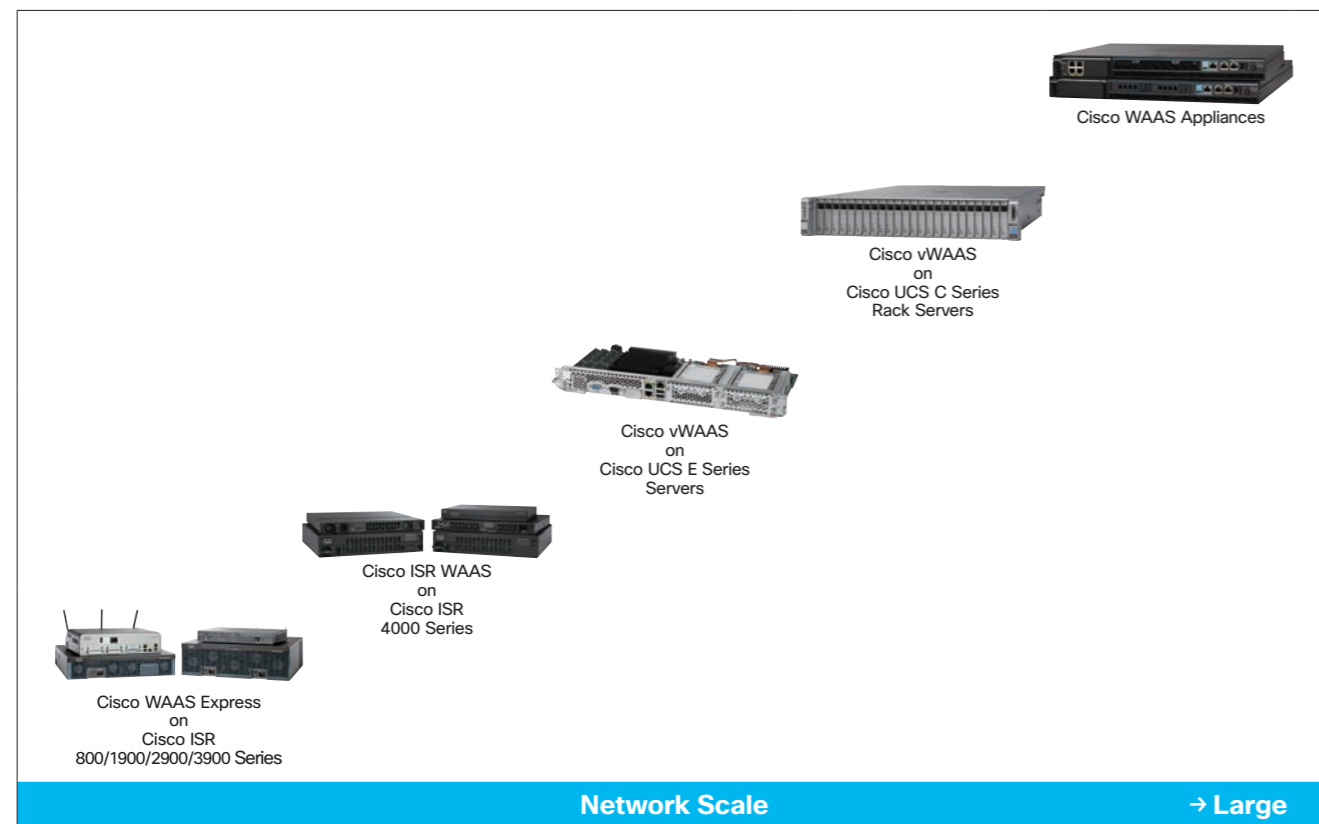 Cisco WAAS Appliances
Cisco vWAAS
on
Cisco UCS C Series
Rack Servers
Cisco vWAAS
on
Cisco UCS E Series
Servers
Cisco ISR WAAS
on
Cisco ISR
4000 Series
Cisco WAAS Express
on
Cisco ISR
800/1900/2900/3900 Series
Network Scale
→ Large